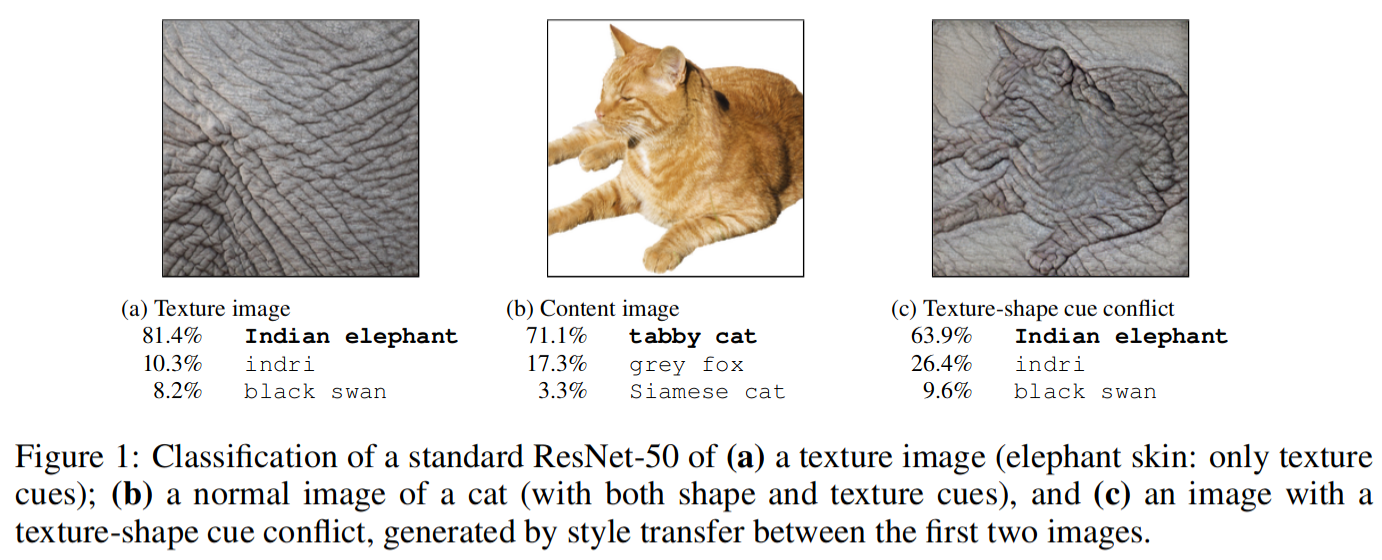 (a) Texture image
81.4% Indian elephant
10.3% indri
8.2% black swan
(b) Content image
71.1% tabby cat
17.3% grey fox
3.3% Siamese cat
(c) Texture-shape cue conflict
63.9% Indian elephant
26.4% indri
9.6% black swan
Figure 1: Classification of a standard ResNet-50 of (a) a texture image (elephant skin: only texture
cues); (b) a normal image of a cat (with both shape and texture cues), and (c) an image with a
texture-shape cue conflict, generated by style transfer between the first two images.